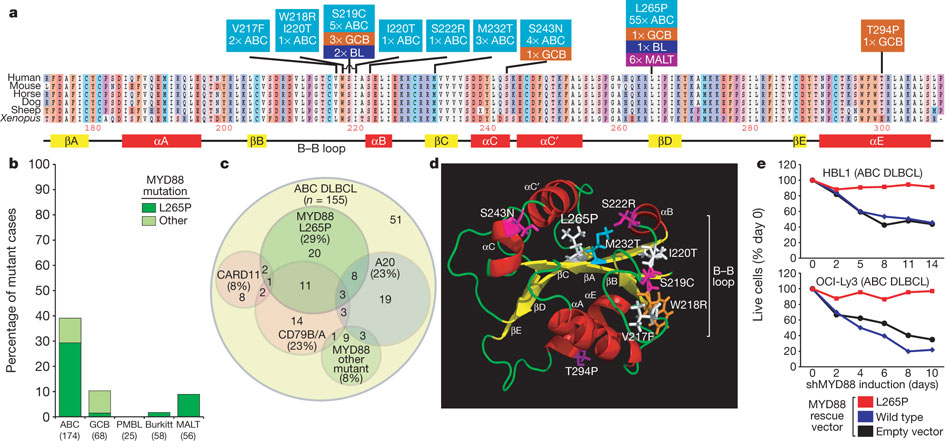 a
V217F
2× ABC
W218R
I220T
1× ABC
S219C
5× ABC
3× GCB
2× BL
I220T
1× ABC
S222R
1× ABC
M232T
3× ABC
S243N
4× ABC
1× GCB
L265P
55× ABC
1× GCB
1× BL
6× MALT
T294P
1× GCB
Human
Mouse
Horse
Dog
Sheep
Xenopus
180 200 220 240 260 300
βA αA βB B–B loop αB βC αC αC′ βD βE αE
b
Percentage of mutant cases
100
90
80
70
60
50
40
30
20
10
0
MYD88
mutation
L265P
Other
ABC
(174)
GCB
(68)
PMBL
(25)
Burkitt
(58)
MALT
(56)
c
ABC DLBCL
(n = 155)
51
MYD88
L265P
(29%)
20
A20
(23%)
8
19
CARD11
(8%)
8
2
1
2
11
3
3
14
CD79B/A
(23%)
1 9 3
MYD88
other
mutant
(8%)
d
αC′
S243N
αC
L265P
S222R
αB
M232T
I220T
βC
βA
βB
S219C
B–B
loop
βD
αA
αE
W218R
βE
V217F
T294P
e
Live cells (% day 0)
HBL1 (ABC DLBCL)
120
100
80
60
40
20
0 2 4 6 8 11 14
OCI-Ly3 (ABC DLBCL)
120
100
80
60
40
20
0 2 4 6 8 10
shMYD88 induction (days)
MYD88
rescue
vector
L265P
Wild type
Empty vector